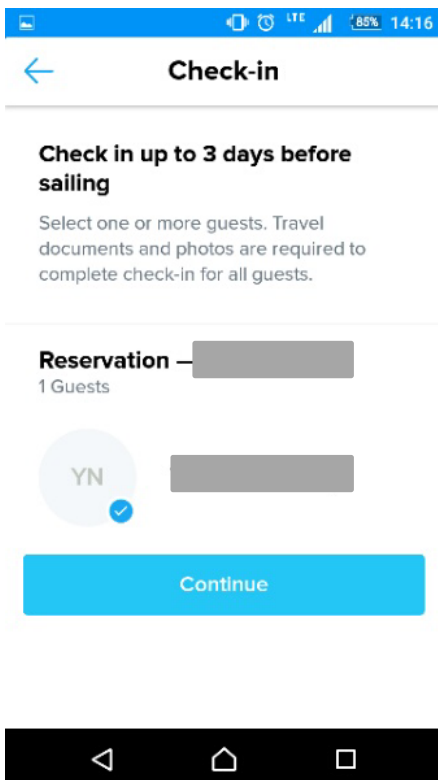 LTE 85% 14:16
Check-in
Check in up to 3 days before
sailing
Select one or more guests. Travel
documents and photos are required to
complete check-in for all guests.
Reservation —
1 Guests
YN
Continue